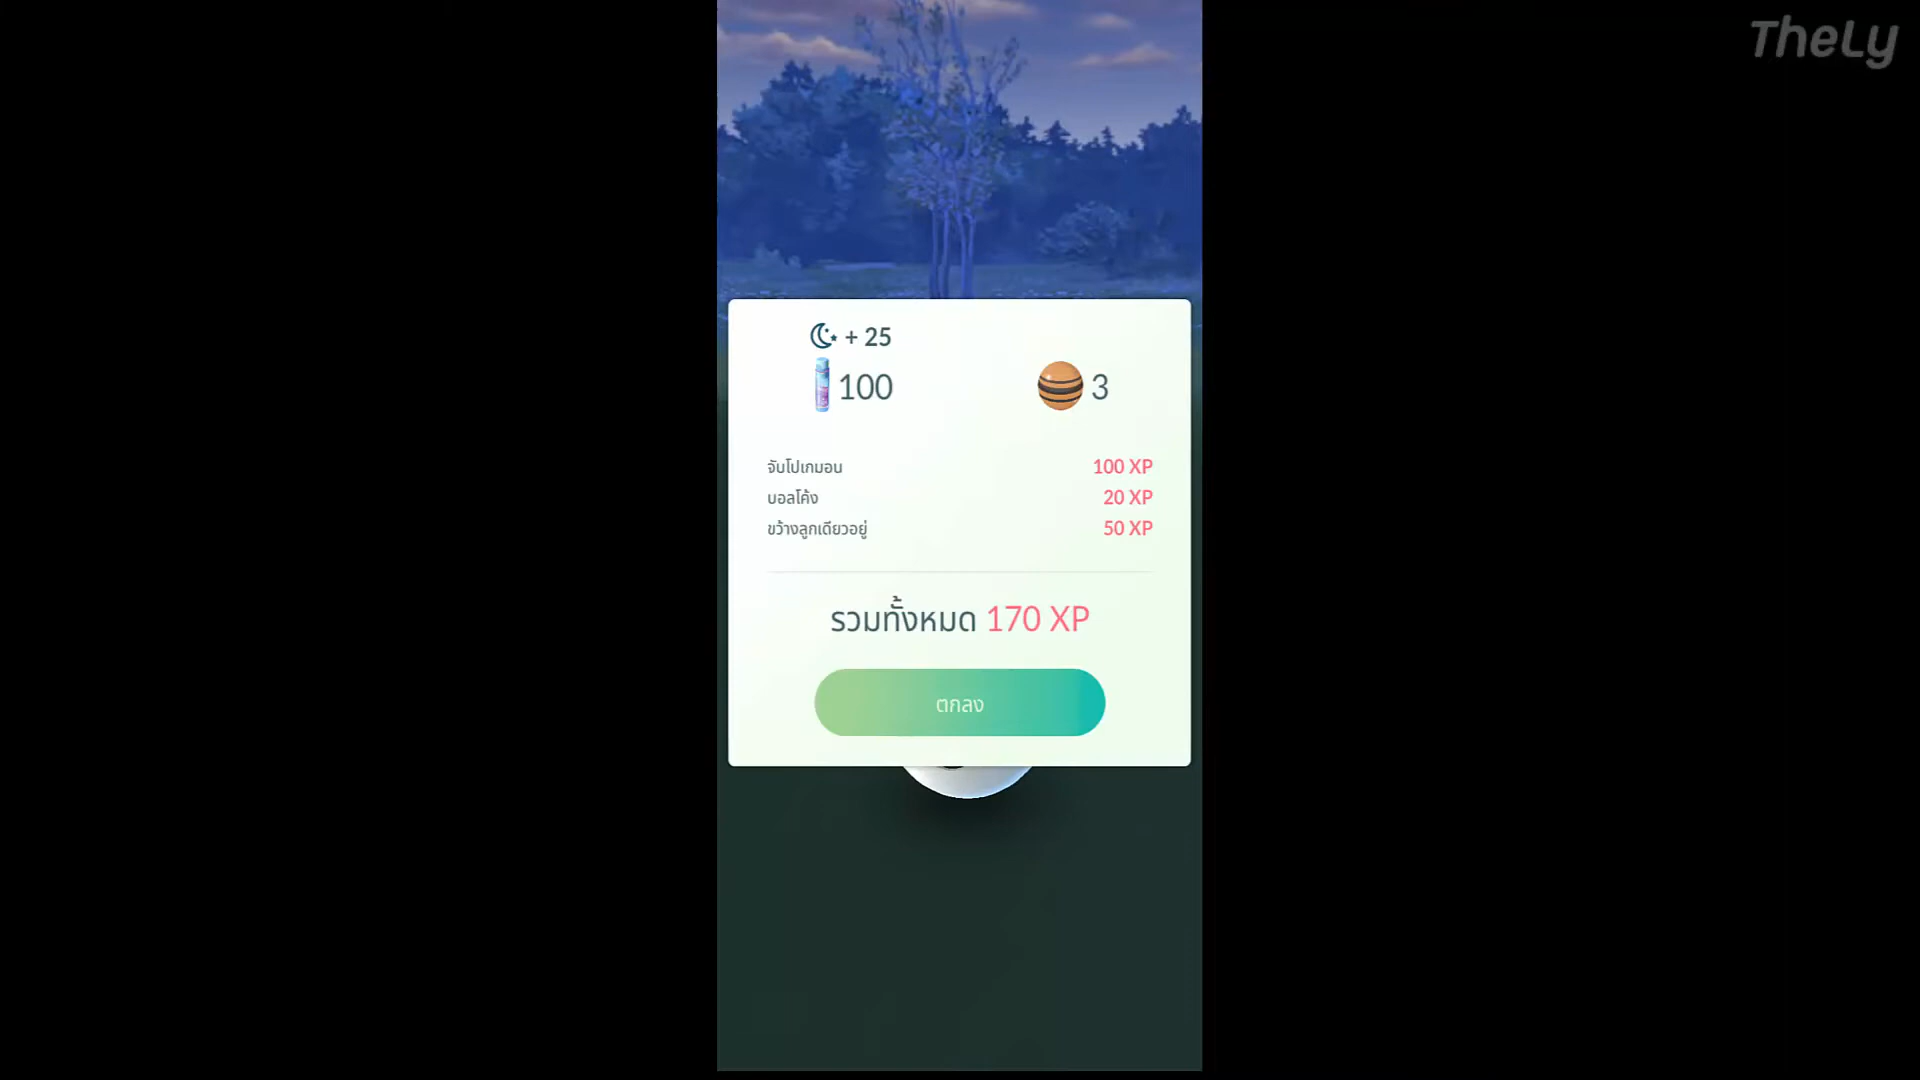 TheLy
+ 25
100
3
จับโปเกมอน 100 XP
บอลโค้ง 20 XP
ขว้างลูกเดียวอยู่ 50 XP
รวมทั้งหมด 170 XP
ตกลง